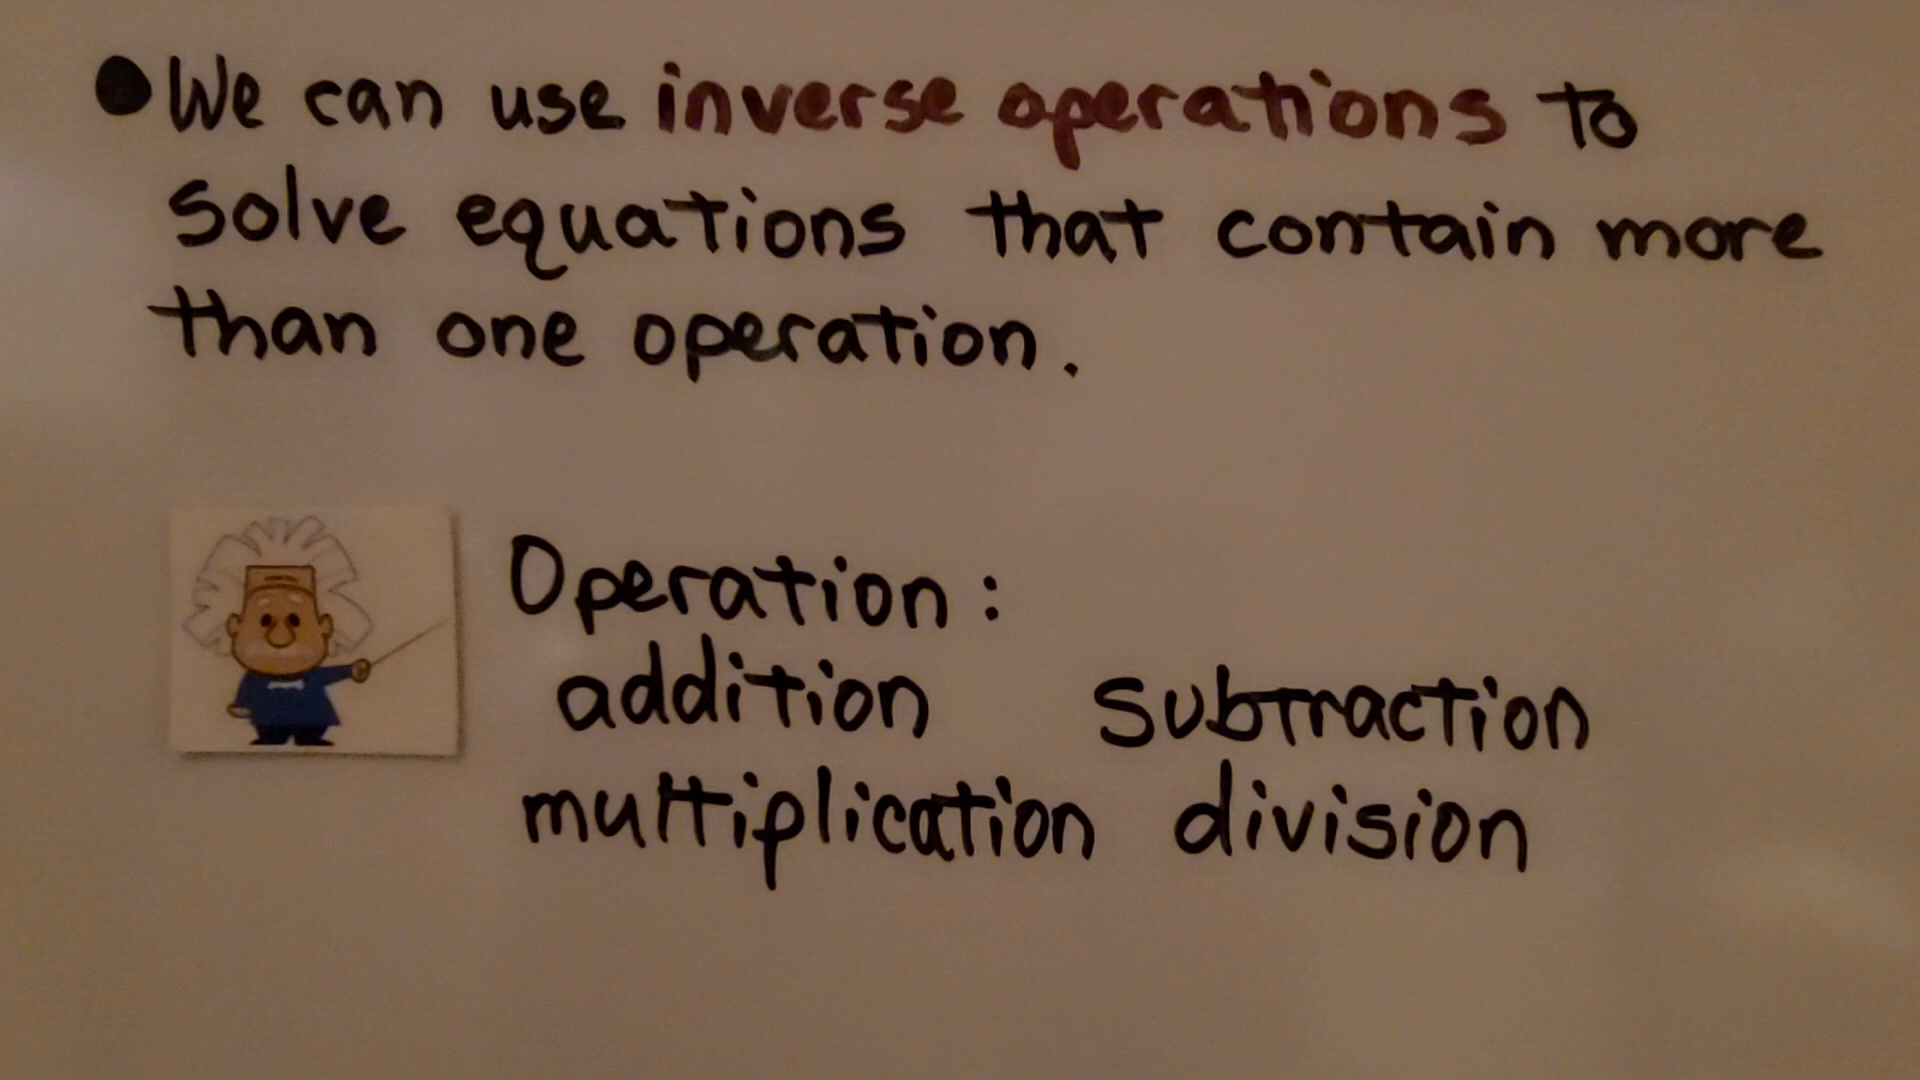 ● We can use inverse operations to
solve equations that contain more
than one operation.
Operation:
addition subtraction
multiplication division